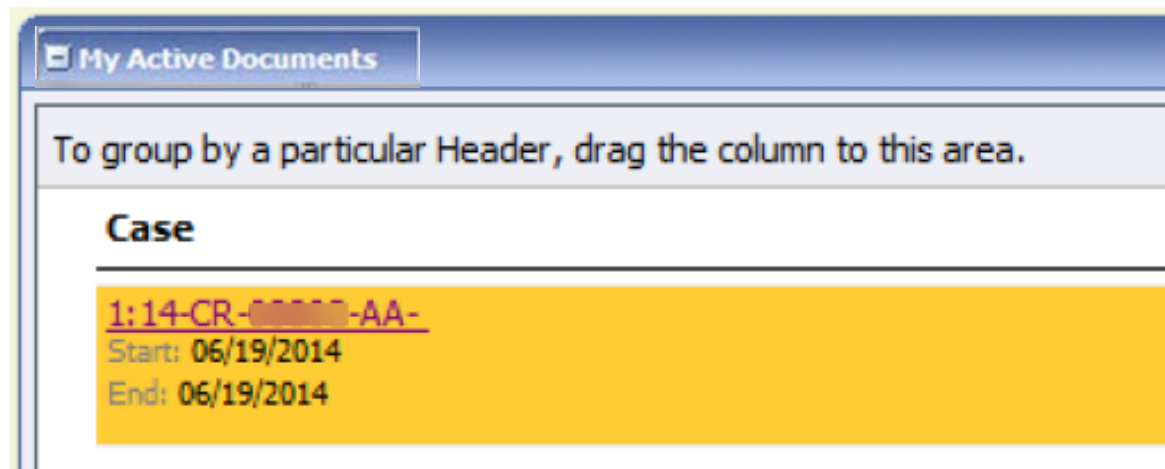 My Active Documents
To group by a particular Header, drag the column to this area.
Case
1:14-CR- -AA-
Start: 06/19/2014
End: 06/19/2014